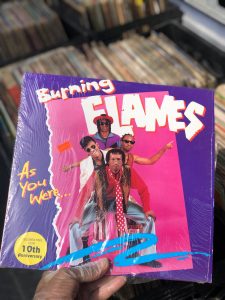 Burning
FLAMES
As
You
Were...
10th
Anniversary